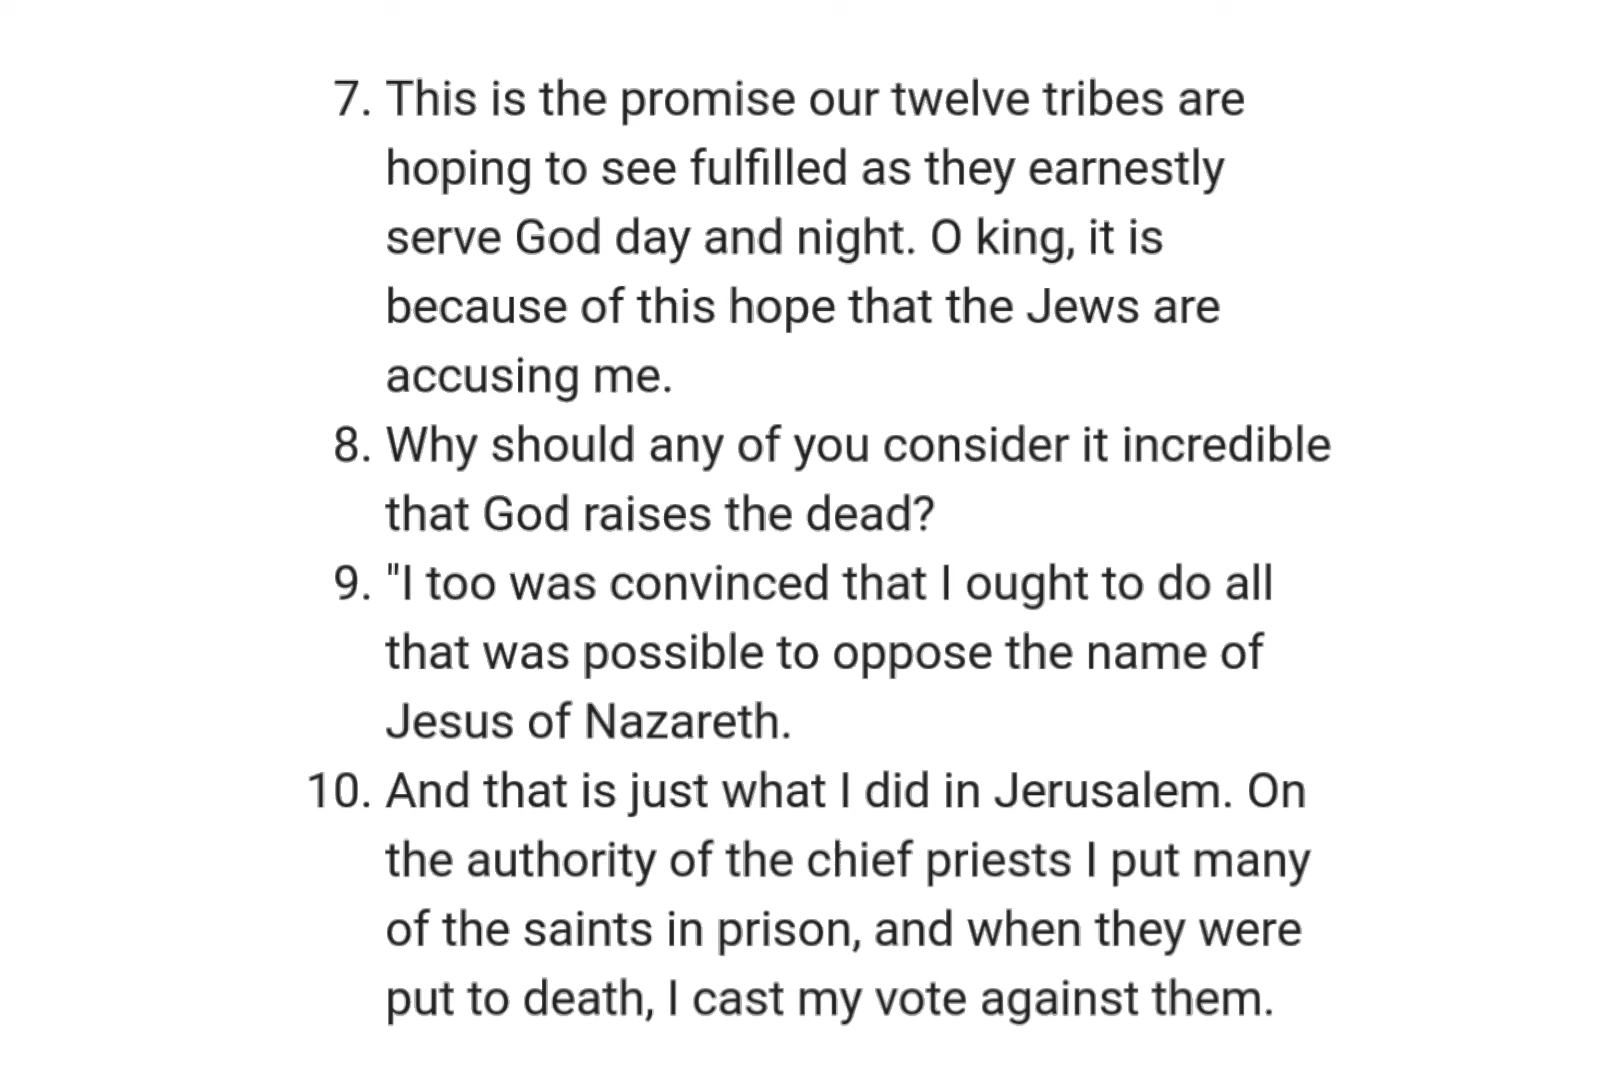 7. This is the promise our twelve tribes are
hoping to see fulfilled as they earnestly
serve God day and night. O king, it is
because of this hope that the Jews are
accusing me.
8. Why should any of you consider it incredible
that God raises the dead?
9. "I too was convinced that I ought to do all
that was possible to oppose the name of
Jesus of Nazareth.
10. And that is just what I did in Jerusalem. On
the authority of the chief priests I put many
of the saints in prison, and when they were
put to death, I cast my vote against them.